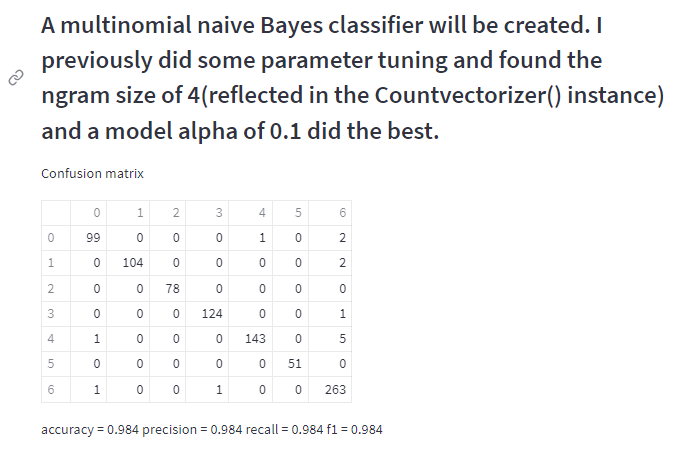 A multinomial naive Bayes classifier will be created. I
previously did some parameter tuning and found the
ngram size of 4(reflected in the Countvectorizer() instance)
and a model alpha of 0.1 did the best.
Confusion matrix
0 1 2 3 4 5 6
0 99 0 0 0 1 0 2
1 0 104 0 0 0 0 2
2 0 0 78 0 0 0 0
3 0 0 0 124 0 0 1
4 1 0 0 0 143 0 5
5 0 0 0 0 0 51 0
6 1 0 0 1 0 0 263
accuracy = 0.984 precision = 0.984 recall = 0.984 f1 = 0.984